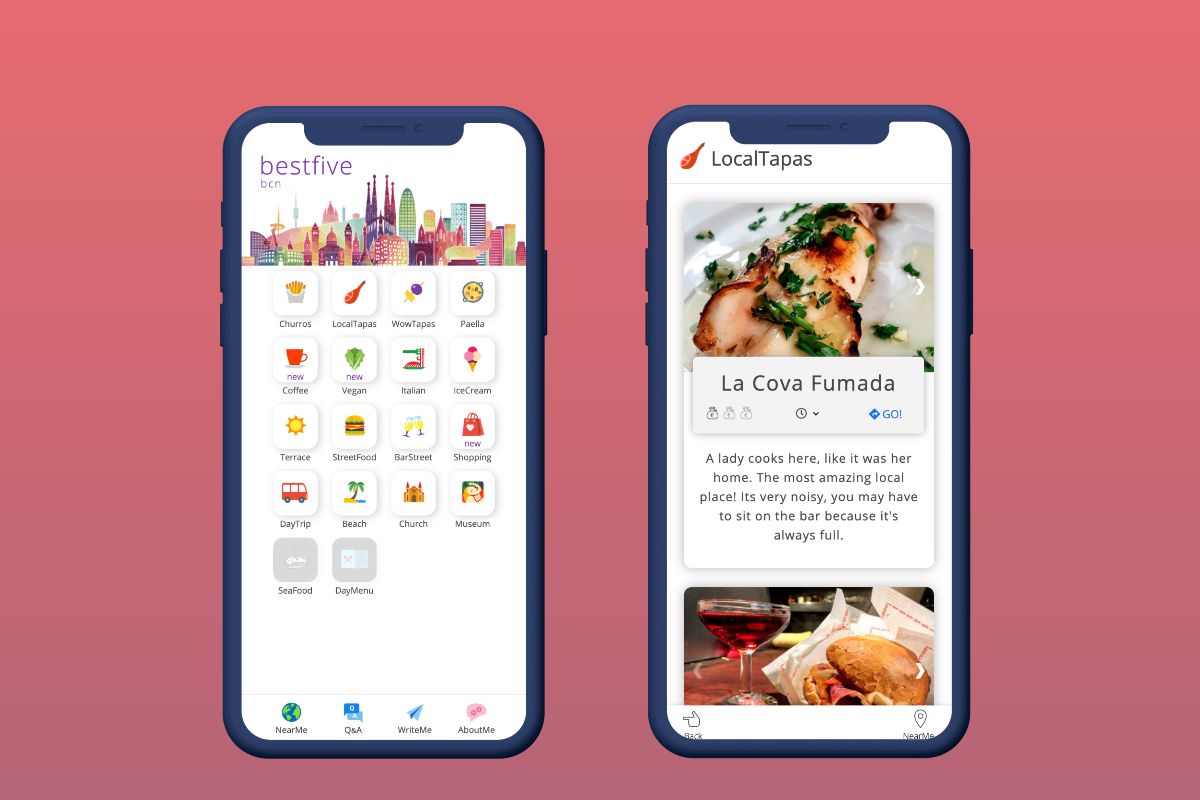 bestfive
bcn
Churros
LocalTapas
WowTapas
Paella
new
new
Coffee
Vegan
Italian
IceCream
new
Terrace
StreetFood
BarStreet
Shopping
DayTrip
Beach
Church
Museum
SeaFood
DayMenu
Q
A
NearMe
Q&A
WriteMe
AboutMe
LocalTapas
La Cova Fumada
€ € €
GO!
A lady cooks here, like it was her
home. The most amazing local
place! Its very noisy, you may have
to sit on the bar because it's
always full.
Back
NearMe